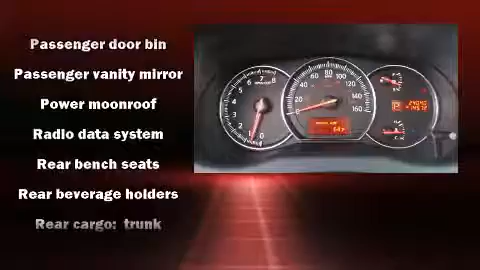 Passenger door bin
Passenger vanity mirror
Power moonroof
Radio data system
Rear bench seats
Rear beverage holders
Rear cargo: trunk